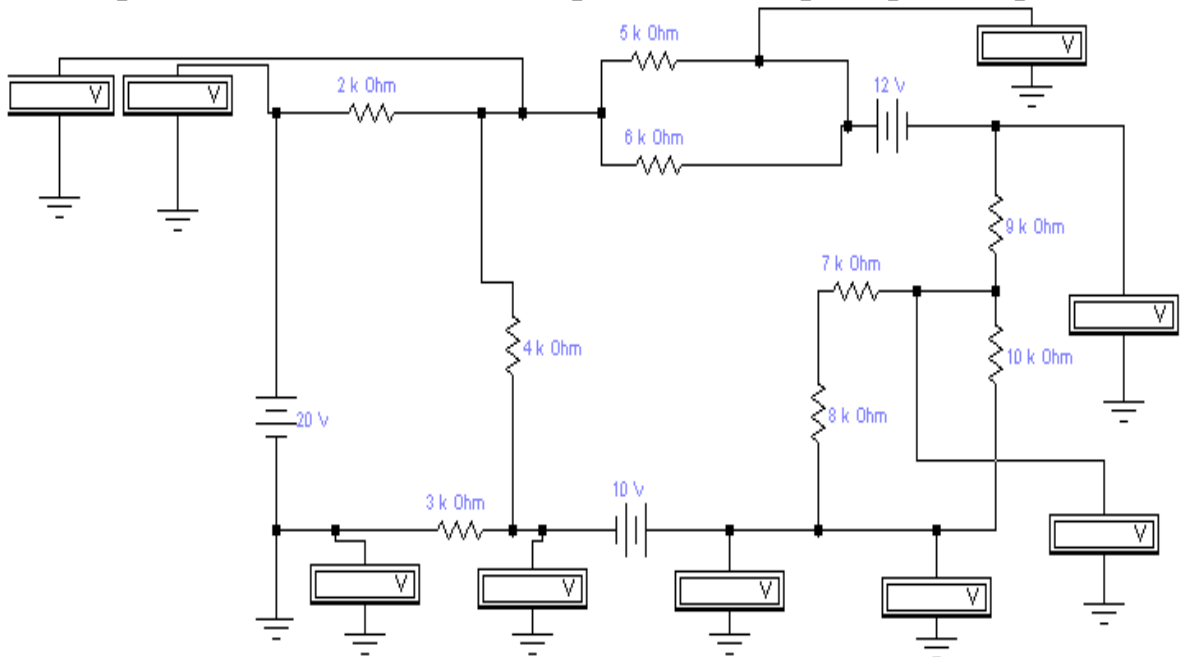 5 k Ohm
V
V
V
2 k Ohm
12 V
6 k Ohm
9 k Ohm
7 k Ohm
V
4 k Ohm
10 k Ohm
8 k Ohm
20 V
3 k Ohm
10 V
V
V
V
V
V